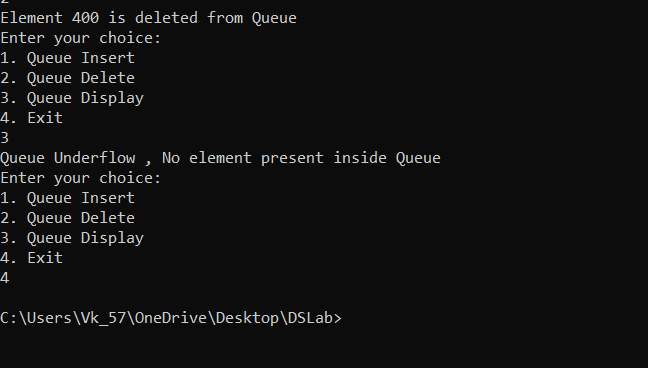 2
Element 400 is deleted from Queue
Enter your choice:
1. Queue Insert
2. Queue Delete
3. Queue Display
4. Exit
3
Queue Underflow , No element present inside Queue
Enter your choice:
1. Queue Insert
2. Queue Delete
3. Queue Display
4. Exit
4
C:\Users\Vk_57\OneDrive\Desktop\DSLab>